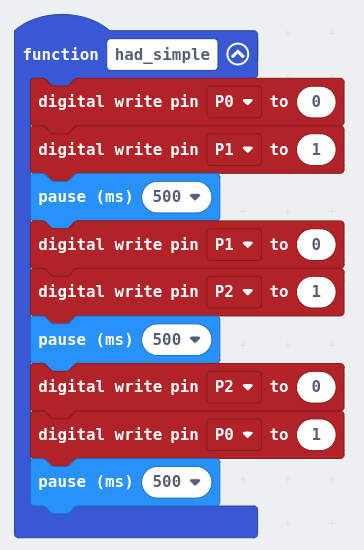 function had_simple
digital write pin P0 to 0
digital write pin P1 to 1
pause (ms) 500
digital write pin P1 to 0
digital write pin P2 to 1
pause (ms) 500
digital write pin P2 to 0
digital write pin P0 to 1
pause (ms) 500